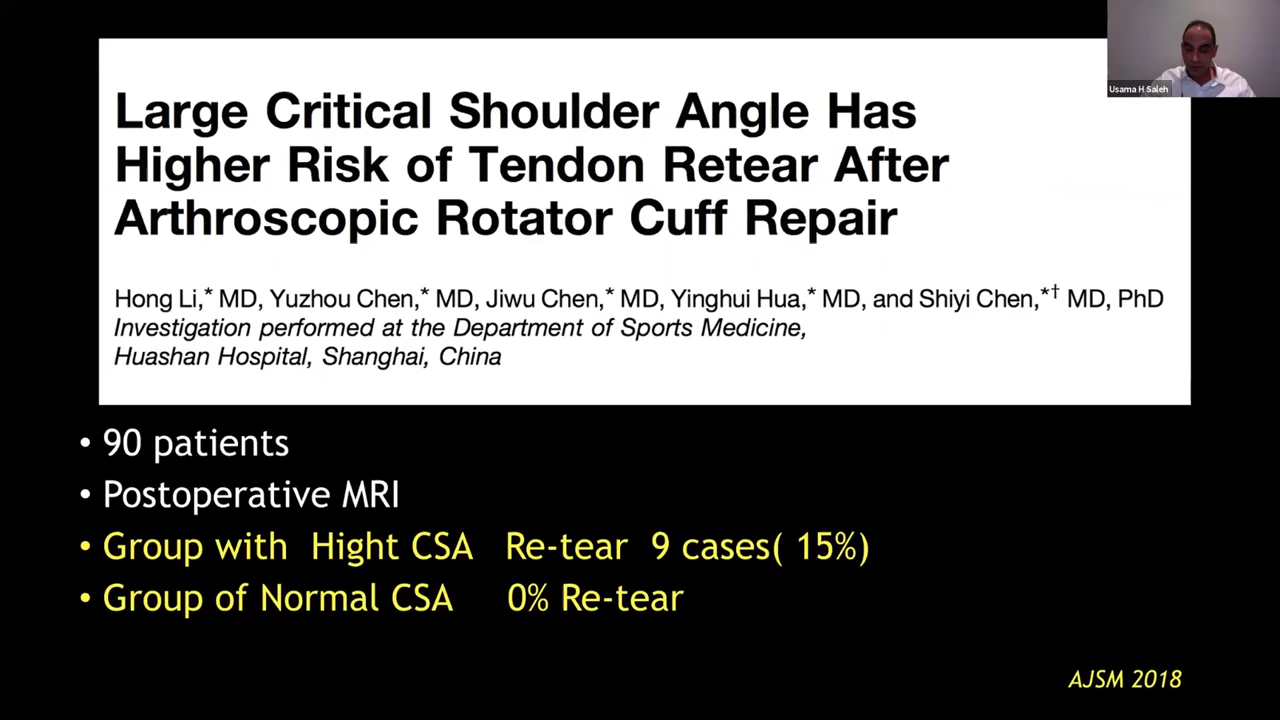 Usama H Saleh
Large Critical Shoulder Angle Has
Higher Risk of Tendon Retear After
Arthroscopic Rotator Cuff Repair
Hong Li,* MD, Yuzhou Chen,* MD, Jiwu Chen,* MD, Yinghui Hua,* MD, and Shiyi Chen,*† MD, PhD
Investigation performed at the Department of Sports Medicine,
Huashan Hospital, Shanghai, China
• 90 patients
• Postoperative MRI
• Group with Hight CSA Re-tear 9 cases( 15%)
• Group of Normal CSA 0% Re-tear
AJSM 2018